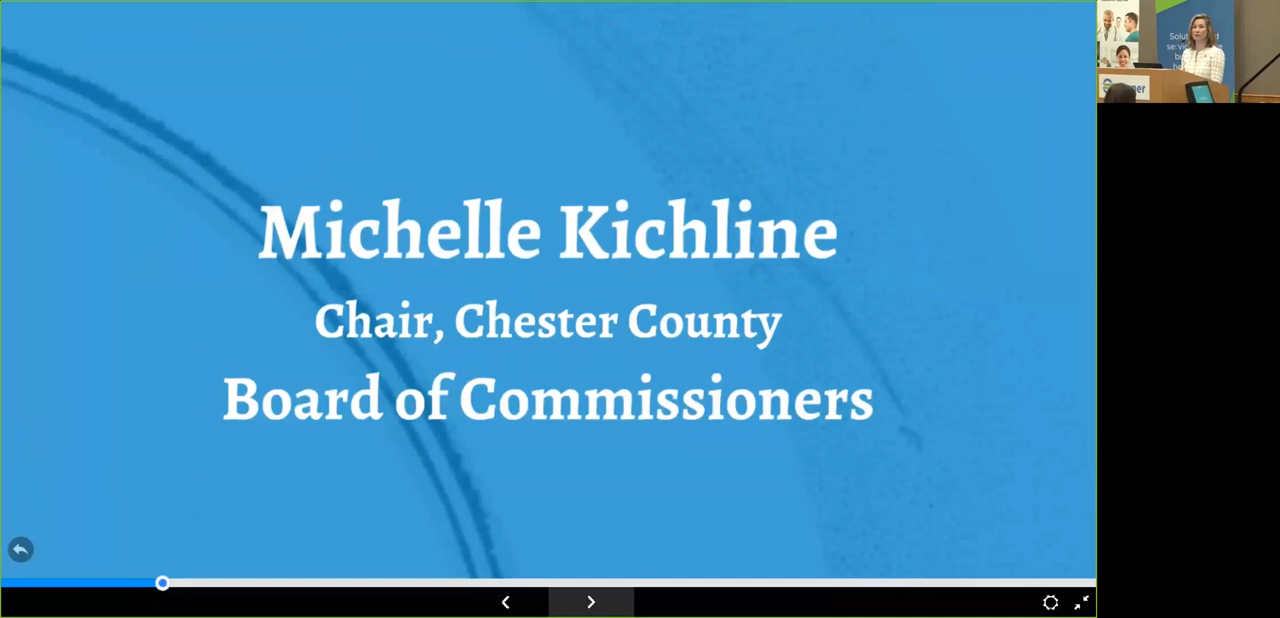 Michelle Kichline
Chair, Chester County
Board of Commissioners